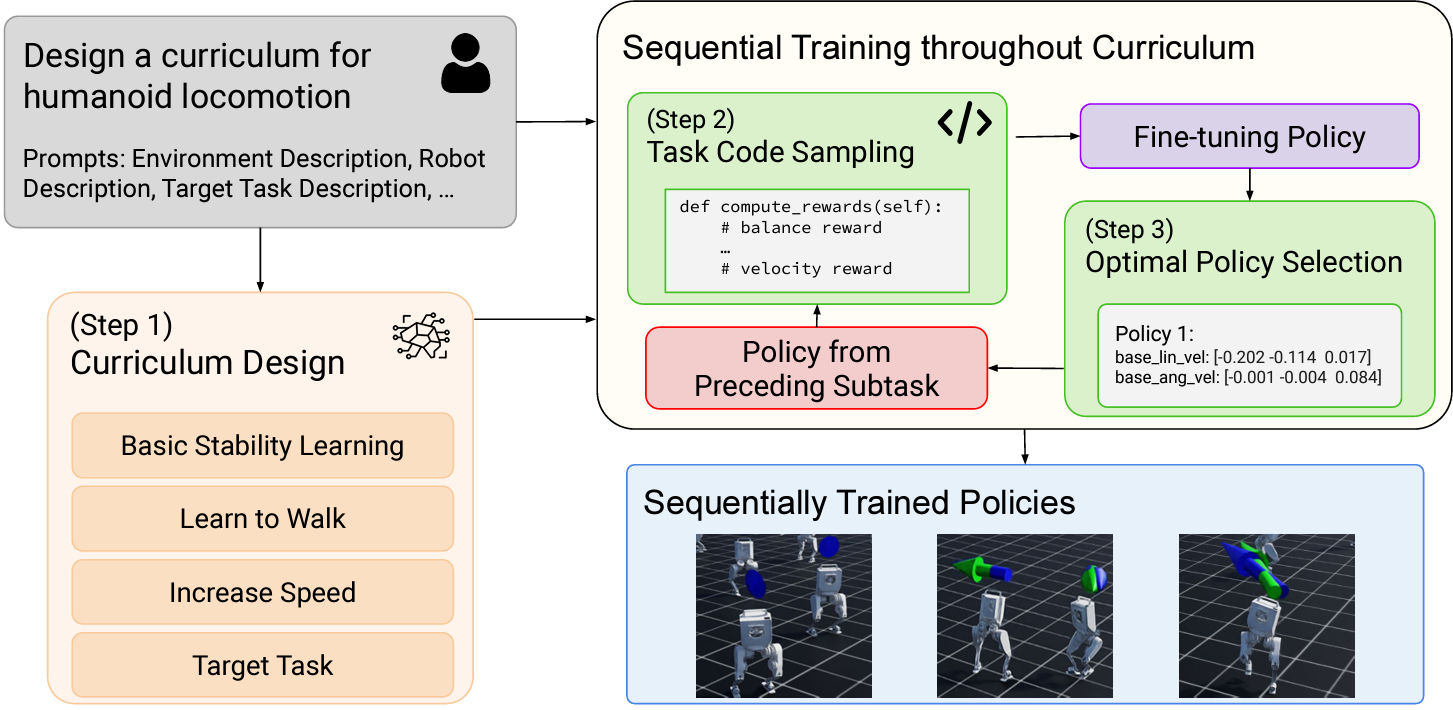 Design a curriculum for
humanoid locomotion
Prompts: Environment Description, Robot
Description, Target Task Description, ...
(Step 1)
Curriculum Design
Basic Stability Learning
Learn to Walk
Increase Speed
Target Task
Sequential Training throughout Curriculum
(Step 2)
Task Code Sampling
</>
def compute_rewards(self):
# balance reward
…
# velocity reward
Fine-tuning Policy
(Step 3)
Optimal Policy Selection
Policy 1:
base_lin_vel: [-0.202 -0.114 0.017]
base_ang_vel: [-0.001 -0.004 0.084]
Policy from
Preceding Subtask
Sequentially Trained Policies